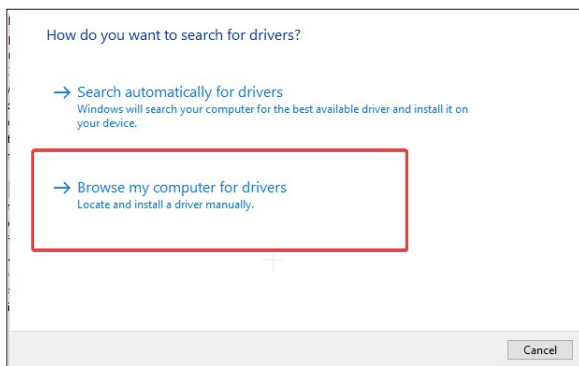 How do you want to search for drivers?
Search automatically for drivers
Windows will search your computer for the best available driver and install it on
your device.
Browse my computer for drivers
Locate and install a driver manually.
Cancel